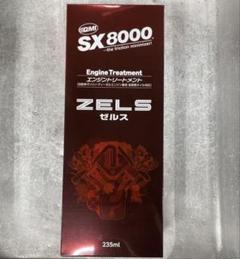 QMI
SX8000
the friction minimizer!
Engine Treatment
エンジントリートメント
ZELS
ゼルス
235ml